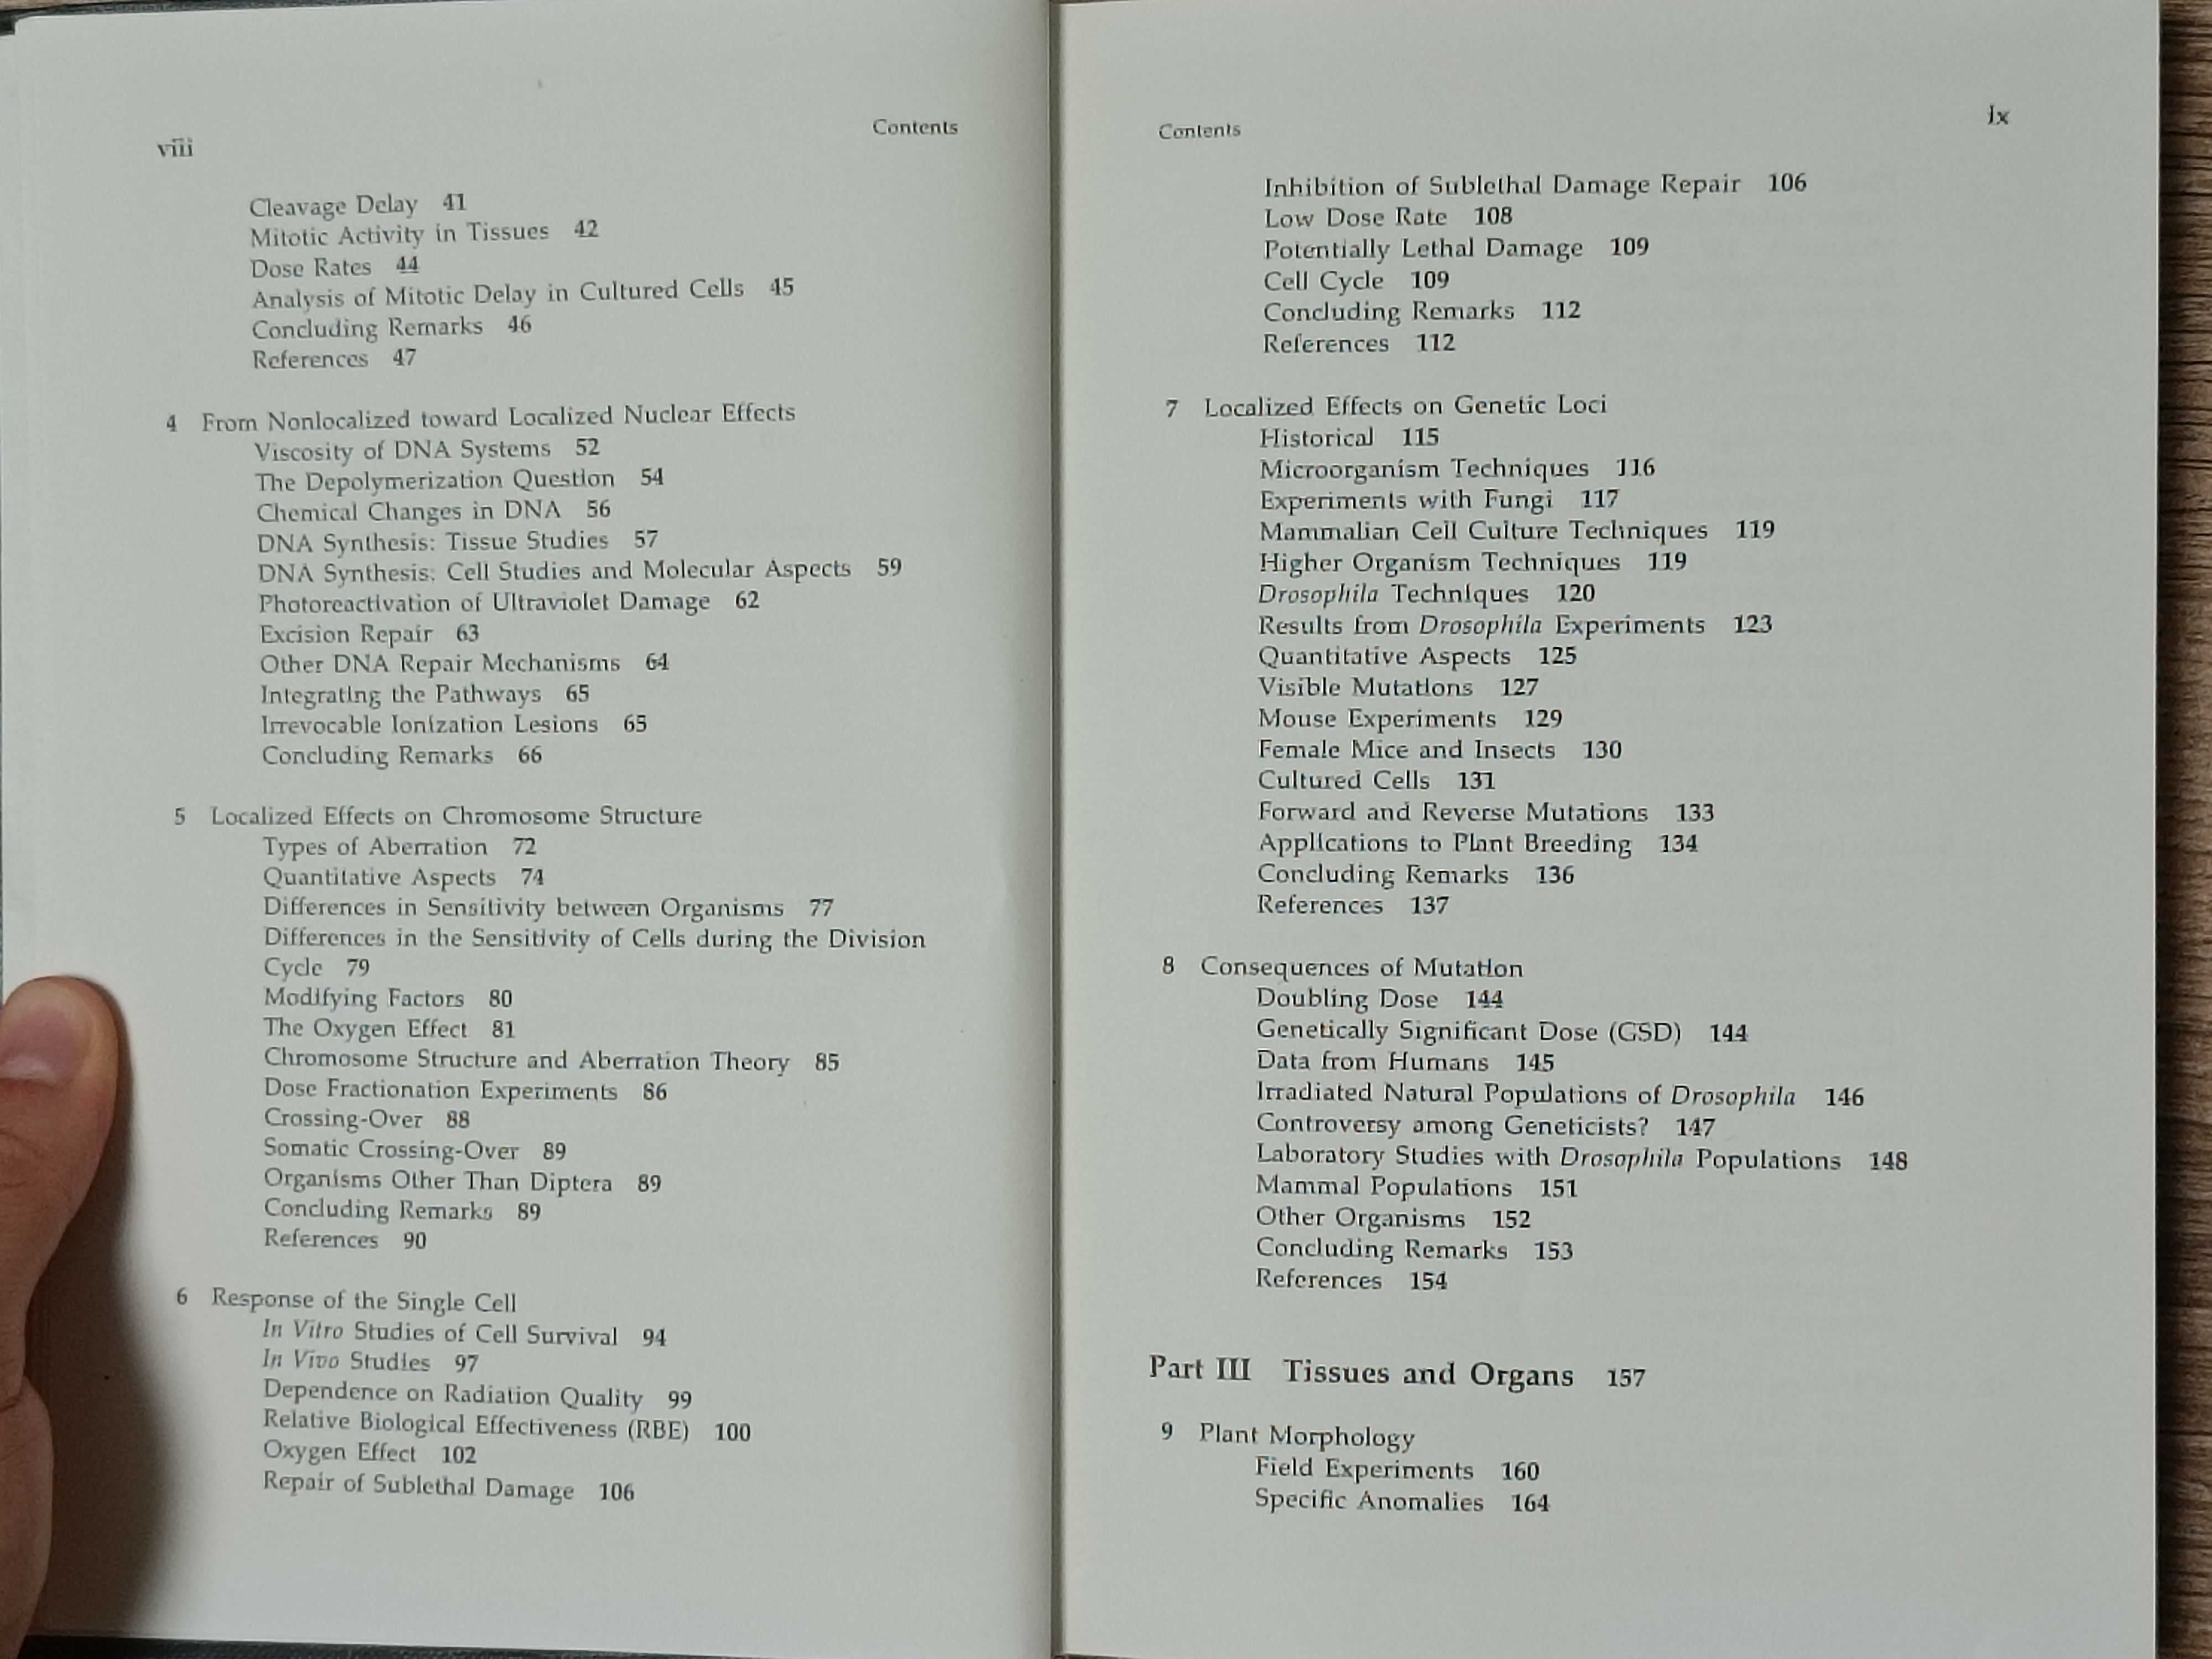 viii
Contents
Cleavage Delay 41
Mitotic Activity in Tissues 42
Dose Rates 44
Analysis of Mitotic Delay in Cultured Cells 45
Concluding Remarks 46
References 47
4 From Nonlocalized toward Localized Nuclear Effects
Viscosity of DNA Systems 52
The Depolymerization Question 54
Chemical Changes in DNA 56
DNA Synthesis: Tissue Studies 57
DNA Synthesis: Cell Studies and Molecular Aspects 59
Photoreactivation of Ultraviolet Damage 62
Excision Repair 63
Other DNA Repair Mechanisms 64
Integrating the Pathways 65
Irrevocable Ionization Lesions 65
Concluding Remarks 66
5 Localized Effects on Chromosome Structure
Types of Aberration 72
Quantitative Aspects 74
Differences in Sensitivity between Organisms 77
Differences in the Sensitivity of Cells during the Division
Cycle 79
Modifying Factors 80
The Oxygen Effect 81
Chromosome Structure and Aberration Theory 85
Dose Fractionation Experiments 86
Crossing-Over 88
Somatic Crossing-Over 89
Organisms Other Than Diptera 89
Concluding Remarks 89
References 90
6 Response of the Single Cell
In Vitro Studies of Cell Survival 94
In Vivo Studies 97
Dependence on Radiation Quality 99
Relative Biological Effectiveness (RBE) 100
Oxygen Effect 102
Repair of Sublethal Damage 106
Contents
ix
Inhibition of Sublethal Damage Repair 106
Low Dose Rate 108
Potentially Lethal Damage 109
Cell Cycle 109
Concluding Remarks 112
References 112
7 Localized Effects on Genetic Loci
Historical 115
Microorganism Techniques 116
Experiments with Fungi 117
Mammalian Cell Culture Techniques 119
Higher Organism Techniques 119
Drosophila Techniques 120
Results from Drosophila Experiments 123
Quantitative Aspects 125
Visible Mutations 127
Mouse Experiments 129
Female Mice and Insects 130
Cultured Cells 131
Forward and Reverse Mutations 133
Applications to Plant Breeding 134
Concluding Remarks 136
References 137
8 Consequences of Mutation
Doubling Dose 144
Genetically Significant Dose (GSD) 144
Data from Humans 145
Irradiated Natural Populations of Drosophila 146
Controversy among Geneticists? 147
Laboratory Studies with Drosophila Populations 148
Mammal Populations 151
Other Organisms 152
Concluding Remarks 153
References 154
Part III Tissues and Organs 157
9 Plant Morphology
Field Experiments 160
Specific Anomalies 164